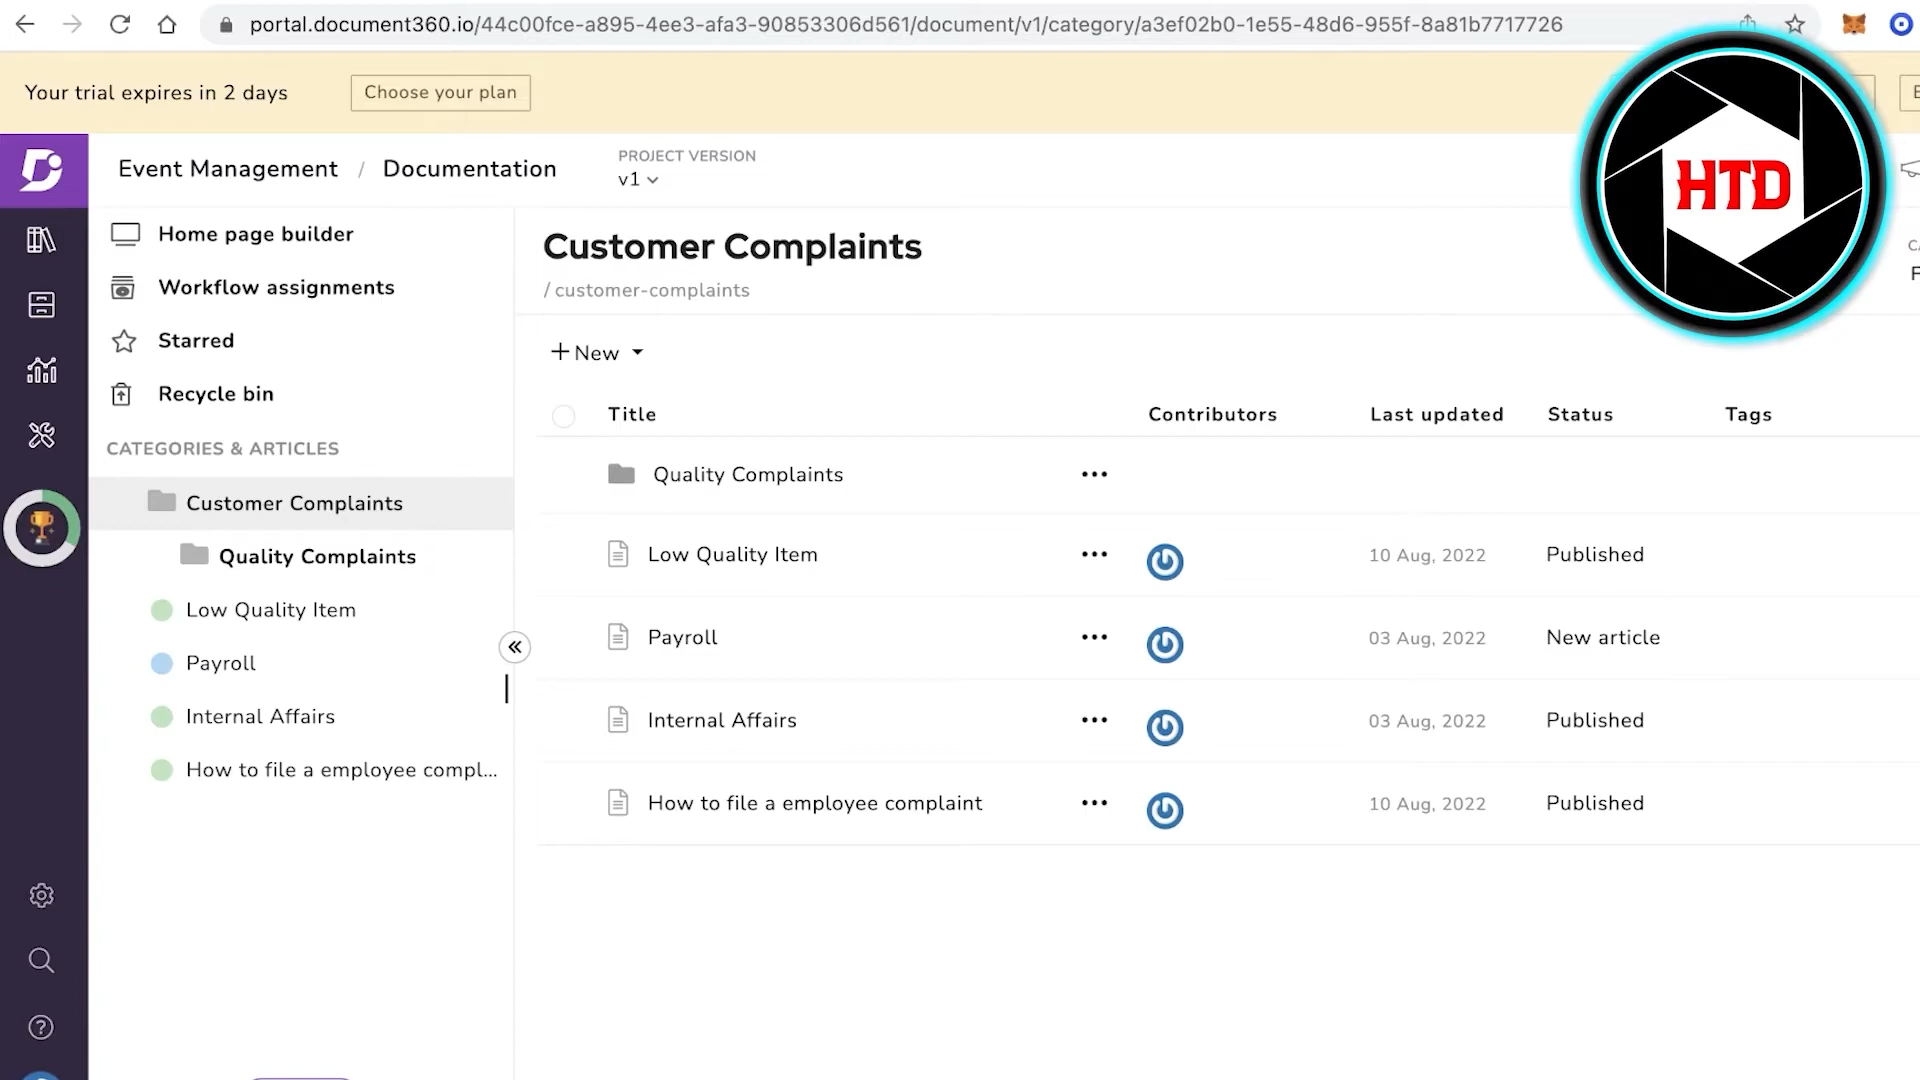 portal.document360.io/44c00fce-a895-4ee3-afa3-90853306d561/document/v1/category/a3ef02b0-1e55-48d6-955f-8a81b7717726
Your trial expires in 2 days
Choose your plan
Event Management / Documentation
PROJECT VERSION
v1
HTD
Home page builder
Workflow assignments
Starred
Recycle bin
CATEGORIES & ARTICLES
Customer Complaints
Quality Complaints
Low Quality Item
Payroll
Internal Affairs
How to file a employee compl...
Customer Complaints
/ customer-complaints
+ New
Title Contributors Last updated Status Tags
Quality Complaints
Low Quality Item 10 Aug, 2022 Published
Payroll 03 Aug, 2022 New article
Internal Affairs 03 Aug, 2022 Published
How to file a employee complaint 10 Aug, 2022 Published